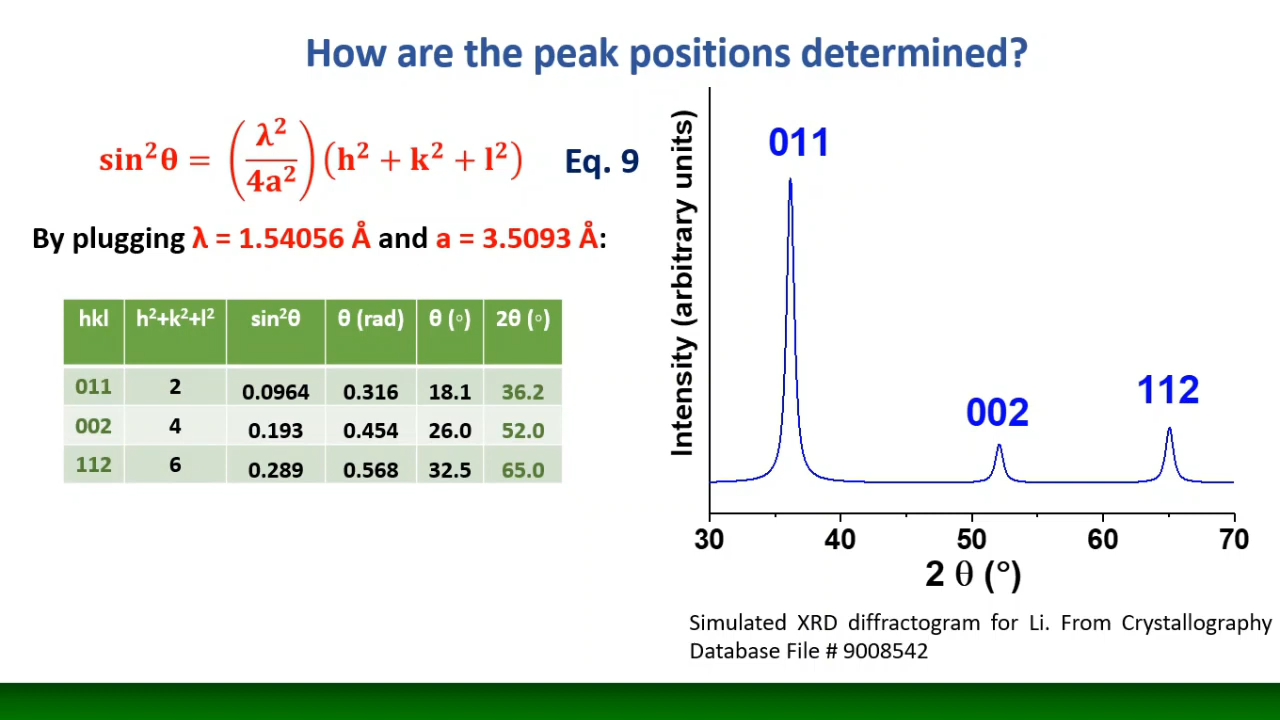 How are the peak positions determined?
sin²θ = (λ²/4a²)(h² + k² + l²) Eq. 9
By plugging λ = 1.54056 Å and a = 3.5093 Å:
hkl h²+k²+l² sin²θ θ (rad) θ (◦) 2θ (◦)
011 2 0.0964 0.316 18.1 36.2
002 4 0.193 0.454 26.0 52.0
112 6 0.289 0.568 32.5 65.0
Intensity (arbitrary units)
011
002
112
30 40 50 60 70
2 θ (°)
Simulated XRD diffractogram for Li. From Crystallography
Database File # 9008542